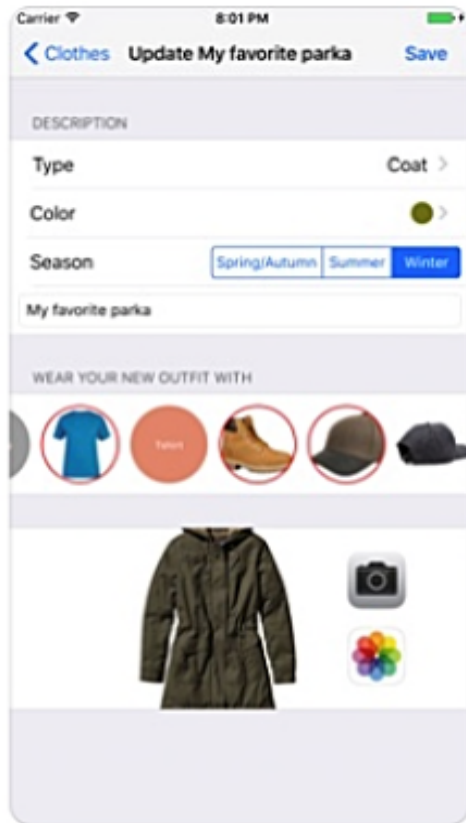 Carrier 8:01 PM
Clothes Update My favorite parka Save
DESCRIPTION
Type Coat
Color
Season Spring/Autumn Summer Winter
My favorite parka
WEAR YOUR NEW OUTFIT WITH